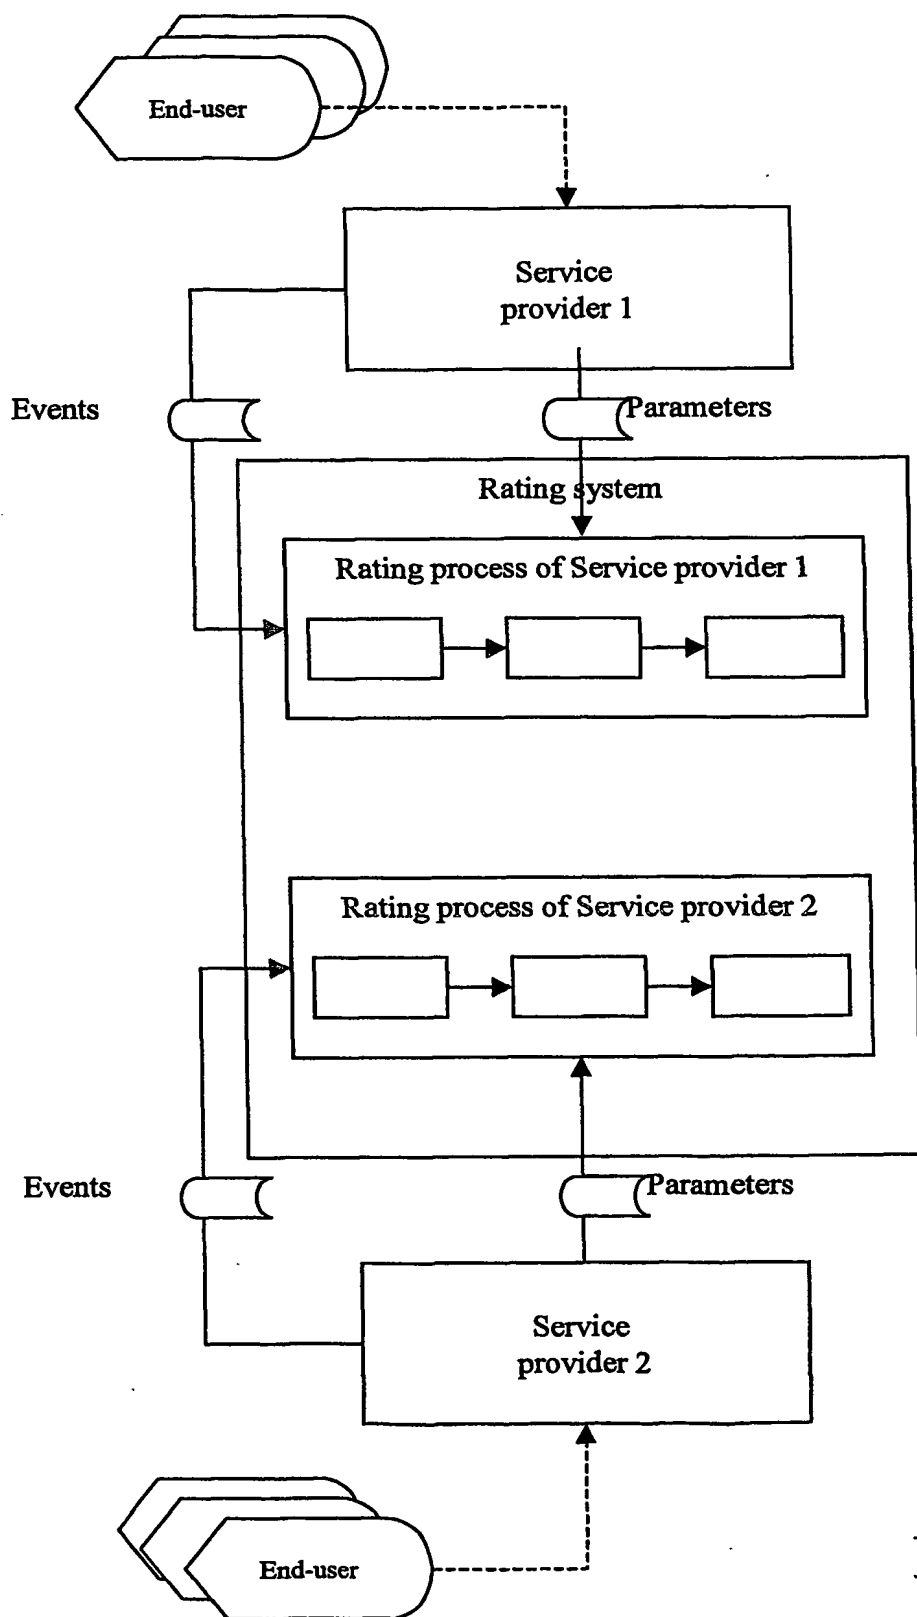 End-user
Service
provider 1
Events
Parameters
Rating system
Rating process of Service provider 1
Rating process of Service provider 2
Events
Parameters
Service
provider 2
End-user